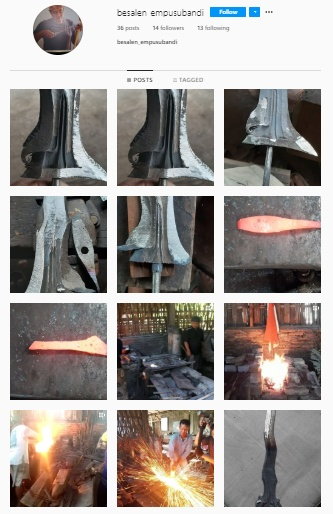 besalen_empusubandi Follow
36 posts 14 followers 13 following
besalen_empusubandi
POSTS TAGGED